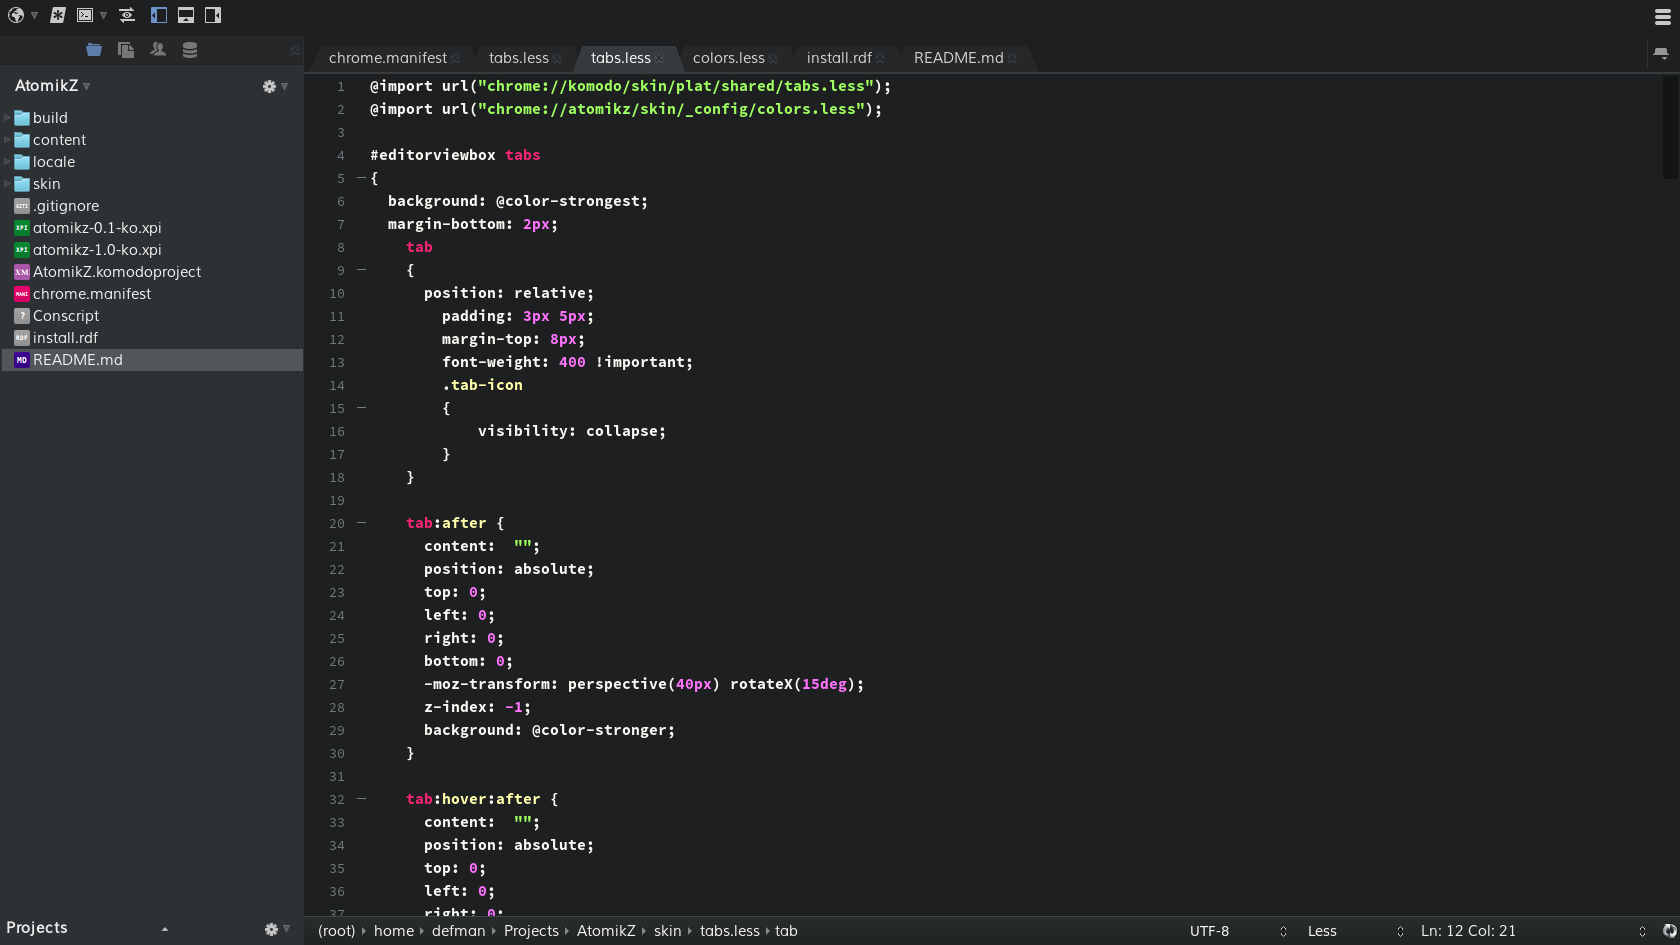 chrome.manifest tabs.less tabs.less colors.less install.rdf README.md
AtomikZ
build
content
locale
skin
.gitignore
atomikz-0.1-ko.xpi
atomikz-1.0-ko.xpi
AtomikZ.komodoproject
chrome.manifest
Conscript
install.rdf
MD README.md
Projects
1 @import url("chrome://komodo/skin/plat/shared/tabs.less");
2 @import url("chrome://atomikz/skin/_config/colors.less");
3
4 #editorviewbox tabs
5 {
6 background: @color-strongest;
7 margin-bottom: 2px;
8 tab
9 {
10 position: relative;
11 padding: 3px 5px;
12 margin-top: 8px;
13 font-weight: 400 !important;
14 .tab-icon
15 {
16 visibility: collapse;
17 }
18 }
19
20 tab:after {
21 content:  "";
22 position: absolute;
23 top: 0;
24 left: 0;
25 right: 0;
26 bottom: 0;
27 -moz-transform: perspective(40px) rotateX(15deg);
28 z-index: -1;
29 background: @color-stronger;
30 }
31
32 tab:hover:after {
33 content:  "";
34 position: absolute;
35 top: 0;
36 left: 0;
37 right: 0;
(root) home defman Projects AtomikZ skin tabs.less tab UTF-8 Less Ln: 12 Col: 21